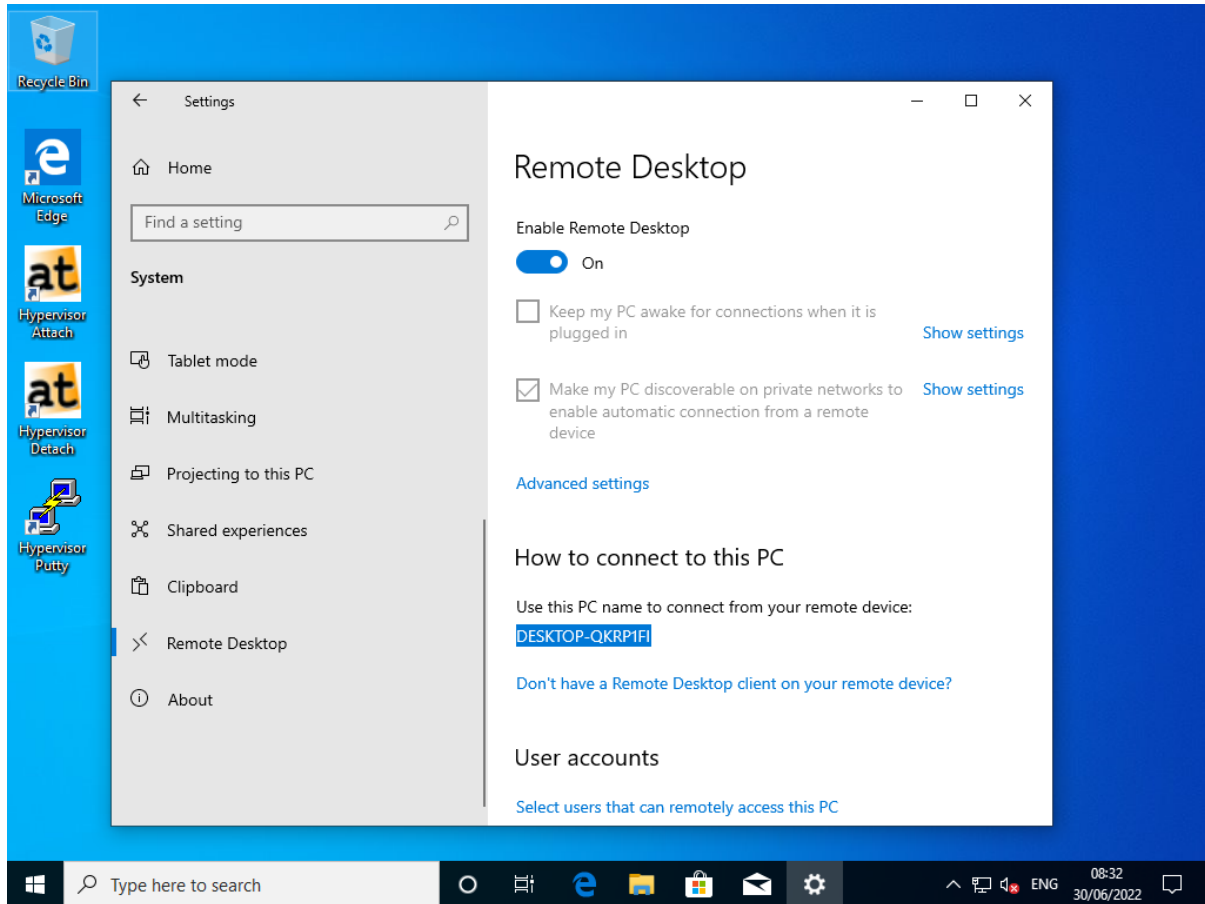 Recycle Bin
Microsoft
Edge
at
Hypervisor
Attach
at
Hypervisor
Detach
Hypervisor
Putty
Settings
Home
Find a setting
System
Tablet mode
Multitasking
Projecting to this PC
Shared experiences
Clipboard
Remote Desktop
About
Remote Desktop
Enable Remote Desktop
On
Keep my PC awake for connections when it is
plugged in
Show settings
Make my PC discoverable on private networks to
enable automatic connection from a remote
device
Show settings
Advanced settings
How to connect to this PC
Use this PC name to connect from your remote device:
DESKTOP-QKRP1FI
Don't have a Remote Desktop client on your remote device?
User accounts
Select users that can remotely access this PC
Type here to search
ENG
08:32
30/06/2022